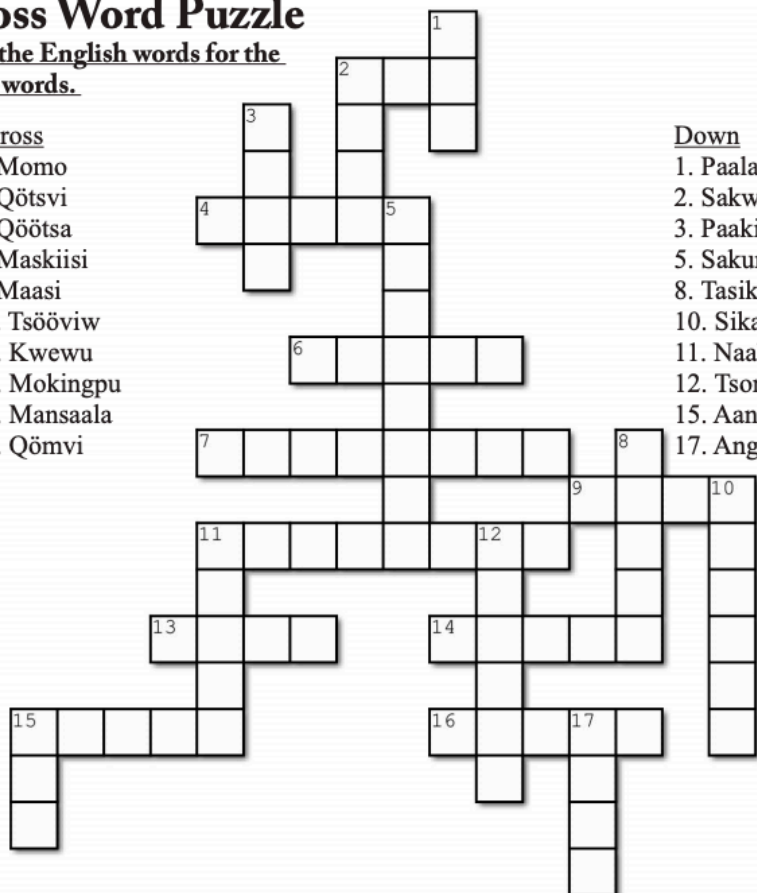 oss Word Puzzle
the English words for the
words.
ross
Momo
Qötsvi
Qöötsa
Maskiisi
Maasi
. Tsööviw
. Kwewu
. Mokingpu
. Mansaala
. Qömvi
Down
1. Paala
2. Sakw
3. Paaki
5. Saku
8. Tasik
10. Sika
11. Naa
12. Tso
15. Aan
17. Ang
1
2
3
4
5
6
7
8
9
10
11
12
13
14
15
16
17